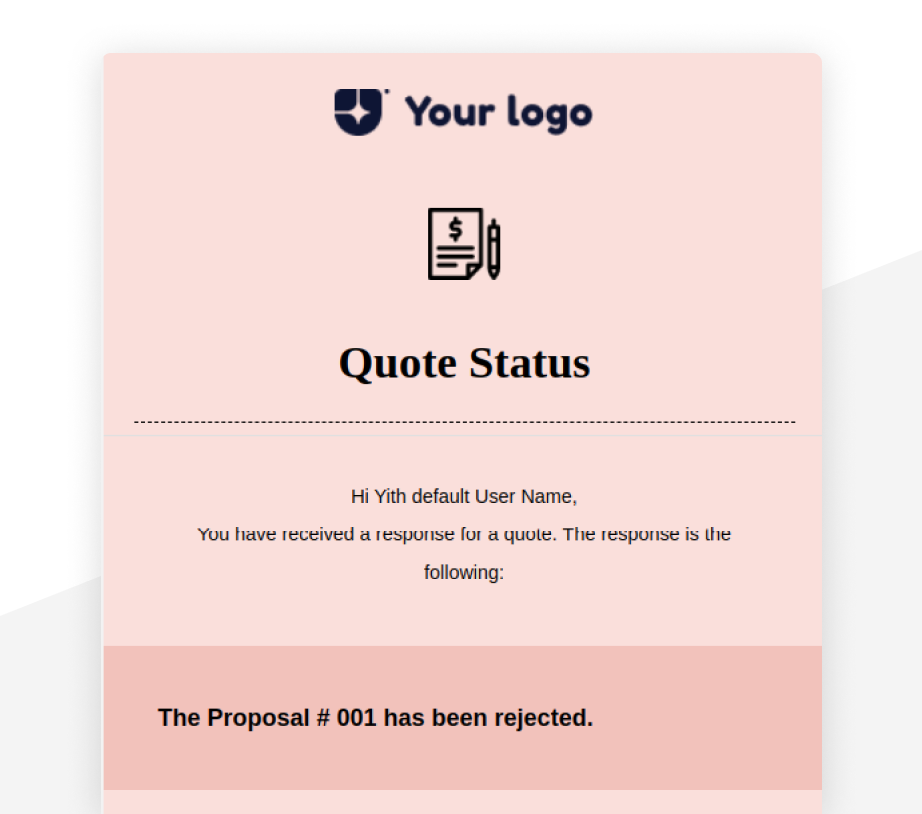 Your logo
$
Quote Status
Hi Yith default User Name,
You have received a response for a quote. The response is the
following:
The Proposal # 001 has been rejected.